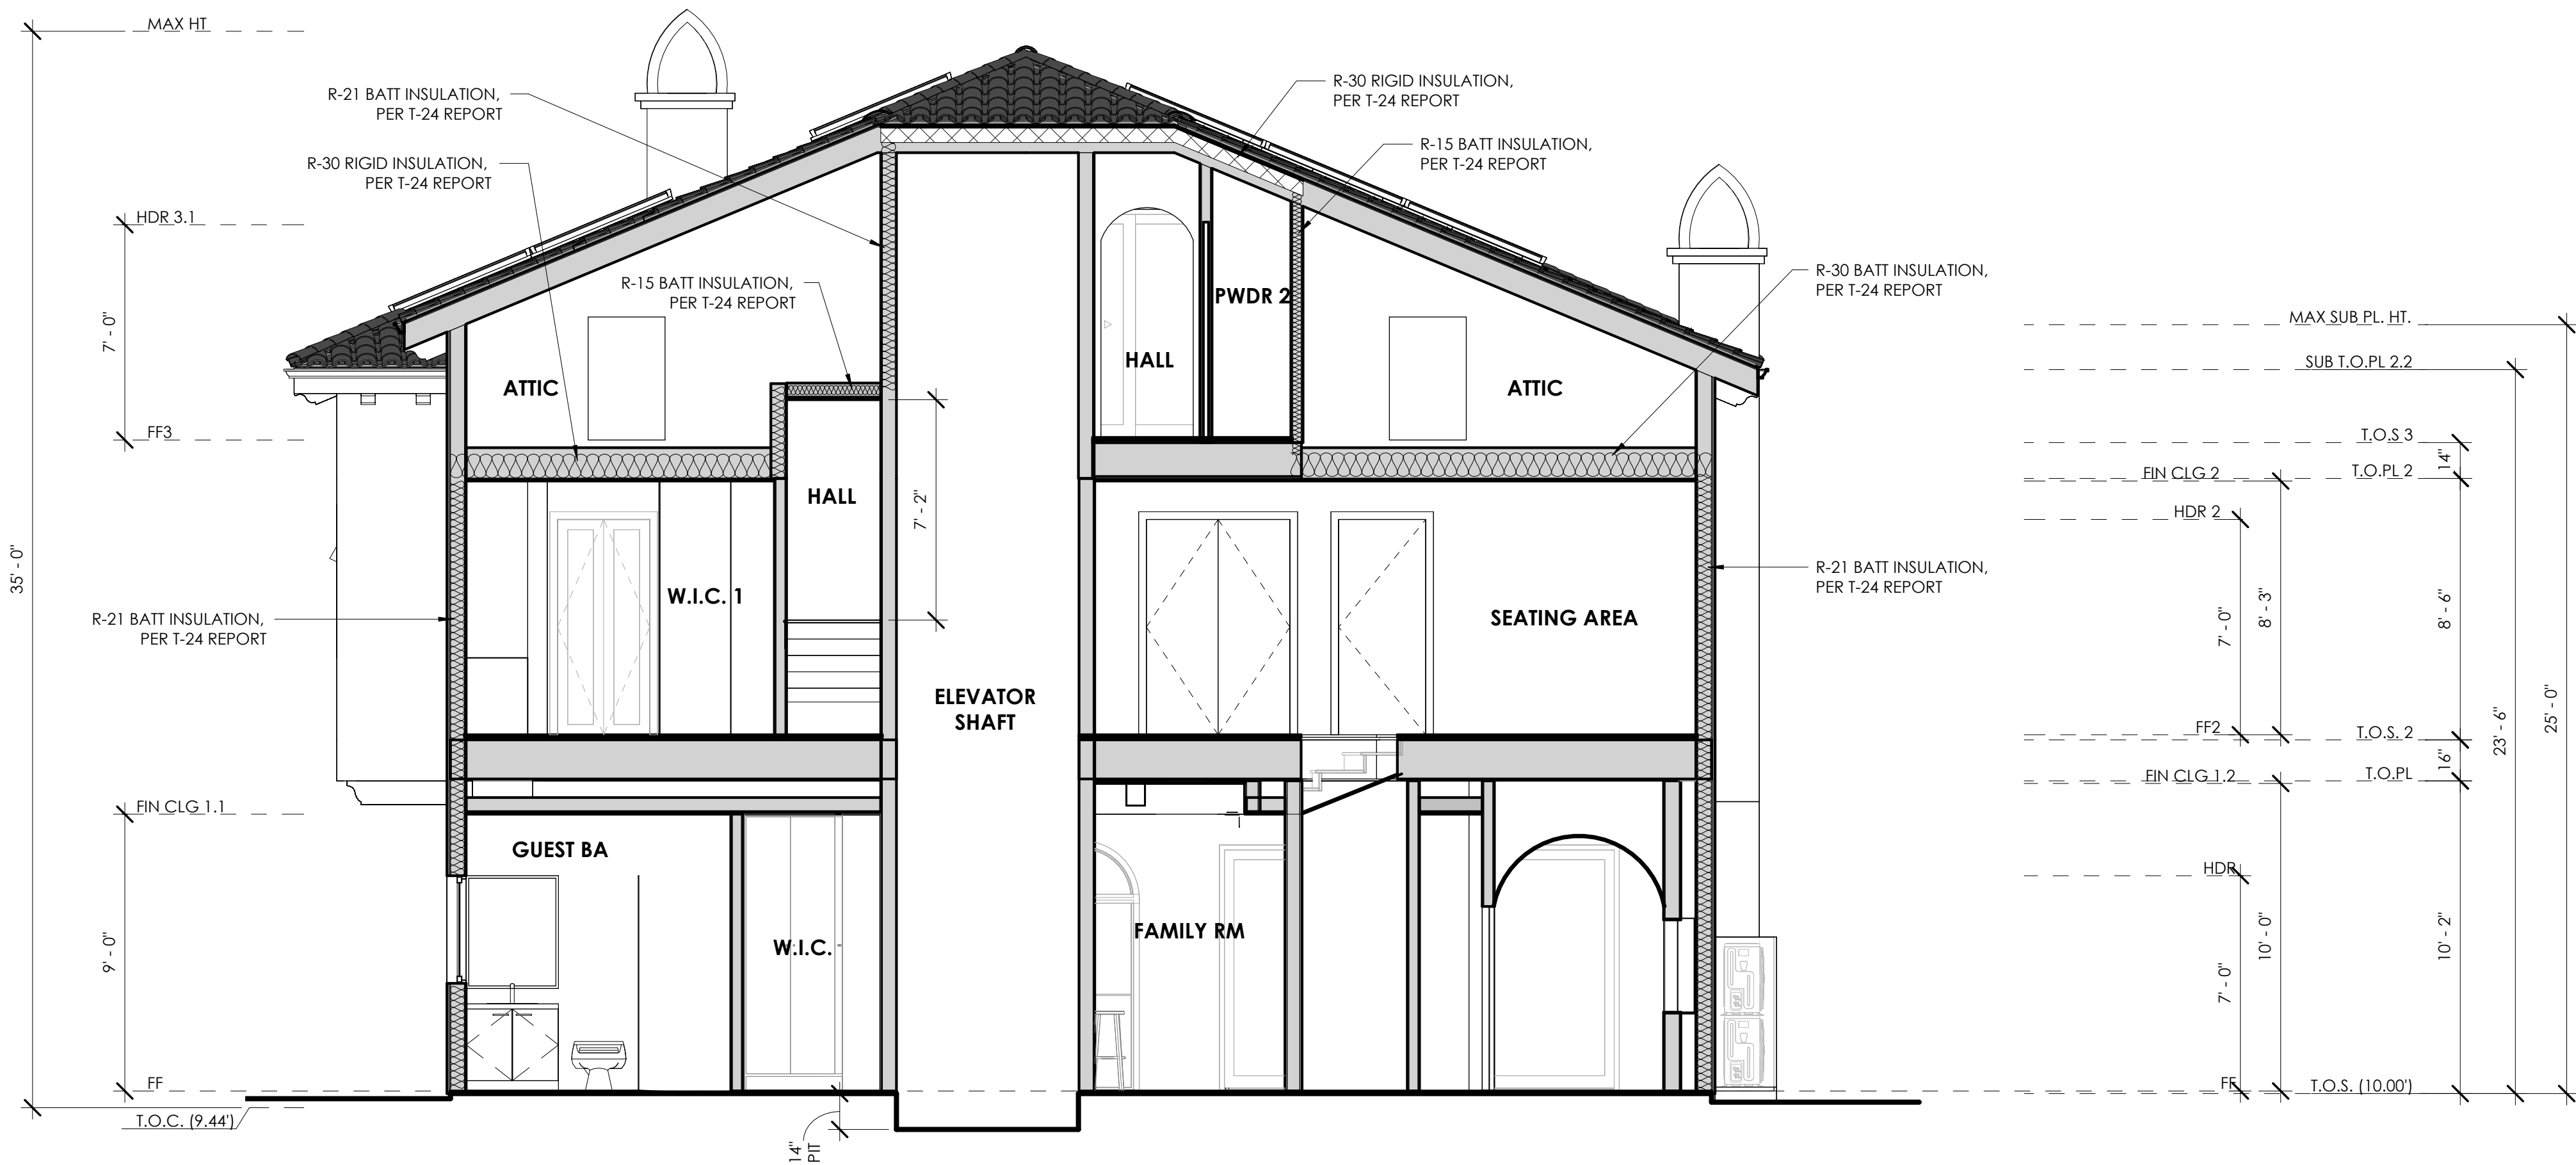 MAX HT
R-21 BATT INSULATION,
PER T-24 REPORT
R-30 RIGID INSULATION,
PER T-24 REPORT
R-30 RIGID INSULATION,
PER T-24 REPORT
R-15 BATT INSULATION,
PER T-24 REPORT
HDR 3.1
7' - 0"
FF3
R-15 BATT INSULATION,
PER T-24 REPORT
PWDR 2
HALL
ATTIC
ATTIC
R-30 BATT INSULATION,
PER T-24 REPORT
MAX SUB PL. HT.
SUB T.O.PL 2.2
T.O.S 3
14"
FIN CLG 2
T.O.PL 2
HDR 2
HALL
7' - 2"
35' - 0"
W.I.C. 1
SEATING AREA
R-21 BATT INSULATION,
PER T-24 REPORT
R-21 BATT INSULATION,
PER T-24 REPORT
7' - 0"
8' - 3"
8' - 6"
23' - 6"
25' - 0"
ELEVATOR
SHAFT
FF2
T.O.S. 2
16"
FIN CLG 1.2
T.O.PL
FIN CLG 1.1
GUEST BA
HDR
9' - 0"
W.I.C.
FAMILY RM
7' - 0"
10' - 0"
10' - 2"
FF
FF
T.O.S. (10.00')
T.O.C. (9.44')
14"
PIT